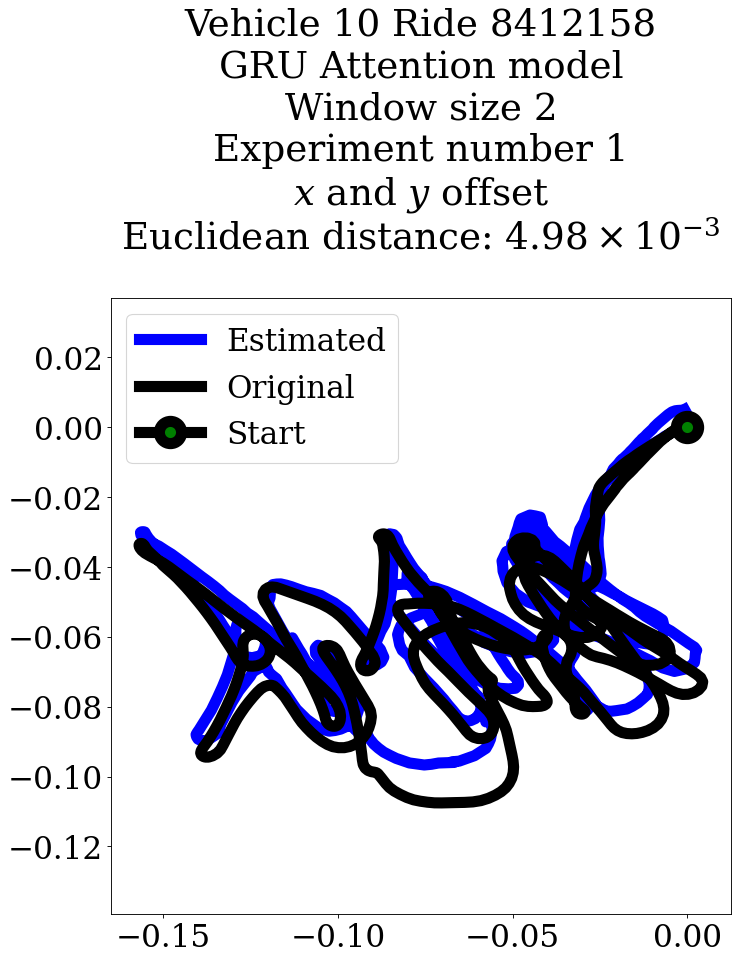 Vehicle 10 Ride 8412158
GRU Attention model
Window size 2
Experiment number 1
x and y offset
Euclidean distance: 4.98 × 10⁻³
Estimated
Original
Start
0.02
0.00
−0.02
−0.04
−0.06
−0.08
−0.10
−0.12
−0.15
−0.10
−0.05
0.00